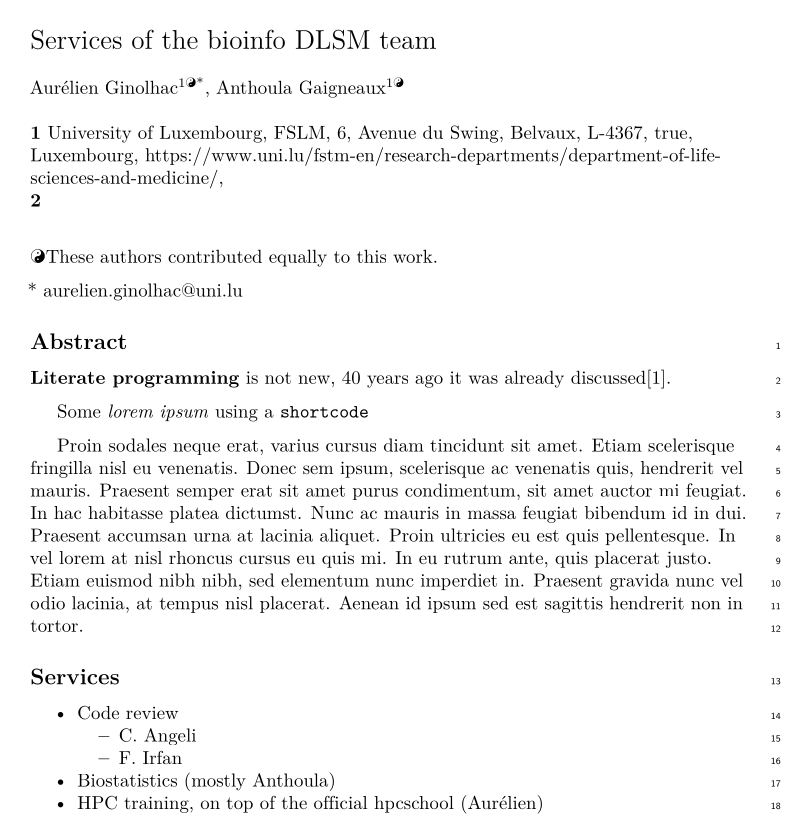 Services of the bioinfo DLSM team
Aurélien Ginolhac1☯*, Anthoula Gaigneaux1☯
1 University of Luxembourg, FSLM, 6, Avenue du Swing, Belvaux, L-4367, true,
Luxembourg, https://www.uni.lu/fstm-en/research-departments/department-of-life-
sciences-and-medicine/,
2
☯These authors contributed equally to this work.
* aurelien.ginolhac@uni.lu
Abstract 1
Literate programming is not new, 40 years ago it was already discussed[1]. 2
Some lorem ipsum using a shortcode 3
Proin sodales neque erat, varius cursus diam tincidunt sit amet. Etiam scelerisque 4
fringilla nisl eu venenatis. Donec sem ipsum, scelerisque ac venenatis quis, hendrerit vel 5
mauris. Praesent semper erat sit amet purus condimentum, sit amet auctor mi feugiat. 6
In hac habitasse platea dictumst. Nunc ac mauris in massa feugiat bibendum id in dui. 7
Praesent accumsan urna at lacinia aliquet. Proin ultricies eu est quis pellentesque. In 8
vel lorem at nisl rhoncus cursus eu quis mi. In eu rutrum ante, quis placerat justo. 9
Etiam euismod nibh nibh, sed elementum nunc imperdiet in. Praesent gravida nunc vel 10
odio lacinia, at tempus nisl placerat. Aenean id ipsum sed est sagittis hendrerit non in 11
tortor. 12
Services 13
• Code review 14
– C. Angeli 15
– F. Irfan 16
• Biostatistics (mostly Anthoula) 17
• HPC training, on top of the official hpcschool (Aurélien) 18